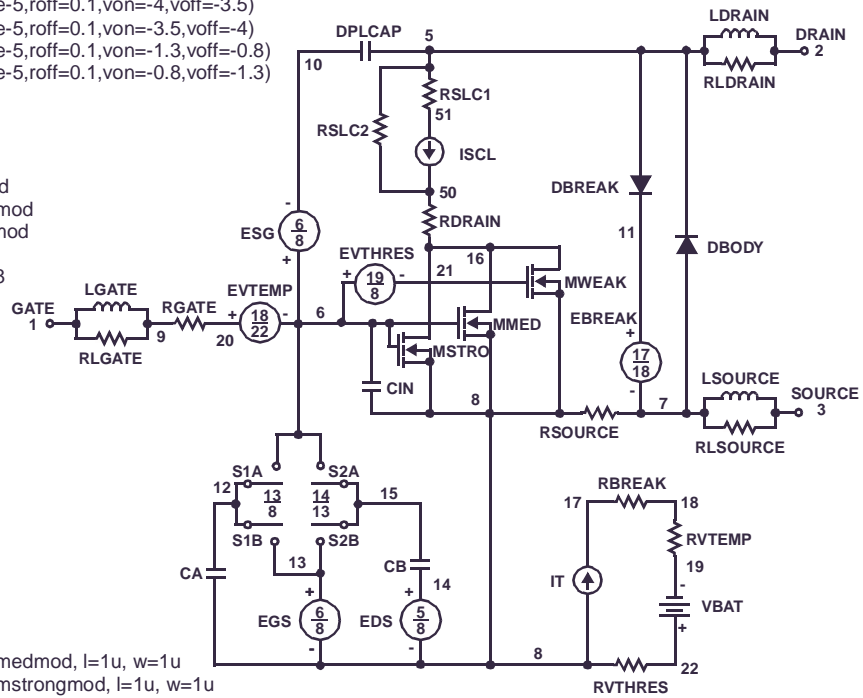 e-5,roff=0.1,von=-4,voff=-3.5)
e-5,roff=0.1,von=-3.5,voff=-4)
e-5,roff=0.1,von=-1.3,voff=-0.8)
e-5,roff=0.1,von=-0.8,voff=-1.3)
d
mod
mod
3
LDRAIN
DPLCAP
5
DRAIN
2
10
RLDRAIN
RSLC1
51
RSLC2
ISCL
50
DBREAK
RDRAIN
11
DBODY
-
ESG
6
8
+
EVTHRES
16
+
19
8
-
21
MWEAK
LGATE
EVTEMP
GATE
1
RGATE
+
18
22
-
6
MMED
EBREAK
+
9
20
MSTRO
17
18
-
RLGATE
CIN
8
7
LSOURCE
SOURCE
3
RSOURCE
RLSOURCE
S1A
S2A
12
13
8
14
13
15
RBREAK
17
18
S1B
S2B
RVTEMP
13
CB
14
19
CA
IT
-
VBAT
+
+
+
EGS
6
8
-
EDS
5
8
-
8
22
RVTHRES
medmod, l=1u, w=1u
mstrongmod, l=1u, w=1u